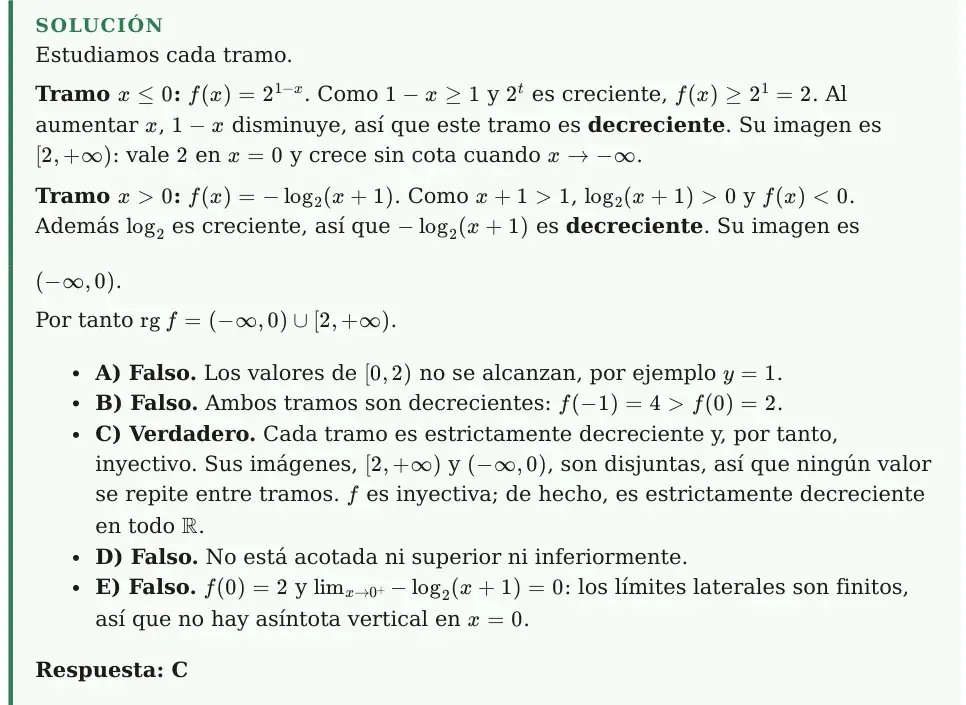 SOLUCIÓN
Estudiamos cada tramo.
Tramo x ≤ 0: f(x) = 2^{1−x}. Como 1 − x ≥ 1 y 2^t es creciente, f(x) ≥ 2^1 = 2. Al
aumentar x, 1 − x disminuye, así que este tramo es decreciente. Su imagen es
[2, +∞): vale 2 en x = 0 y crece sin cota cuando x → −∞.
Tramo x > 0: f(x) = − log_2(x + 1). Como x + 1 > 1, log_2(x + 1) > 0 y f(x) < 0.
Además log_2 es creciente, así que − log_2(x + 1) es decreciente. Su imagen es
(−∞, 0).
Por tanto rg f = (−∞, 0) ∪ [2, +∞).
• A) Falso. Los valores de [0, 2) no se alcanzan, por ejemplo y = 1.
• B) Falso. Ambos tramos son decrecientes: f(−1) = 4 > f(0) = 2.
• C) Verdadero. Cada tramo es estrictamente decreciente y, por tanto,
inyectivo. Sus imágenes, [2, +∞) y (−∞, 0), son disjuntas, así que ningún valor
se repite entre tramos. f es inyectiva; de hecho, es estrictamente decreciente
en todo ℝ.
• D) Falso. No está acotada ni superior ni inferiormente.
• E) Falso. f(0) = 2 y lim_{x→0^+} − log_2(x + 1) = 0: los límites laterales son finitos,
así que no hay asíntota vertical en x = 0.
Respuesta: C